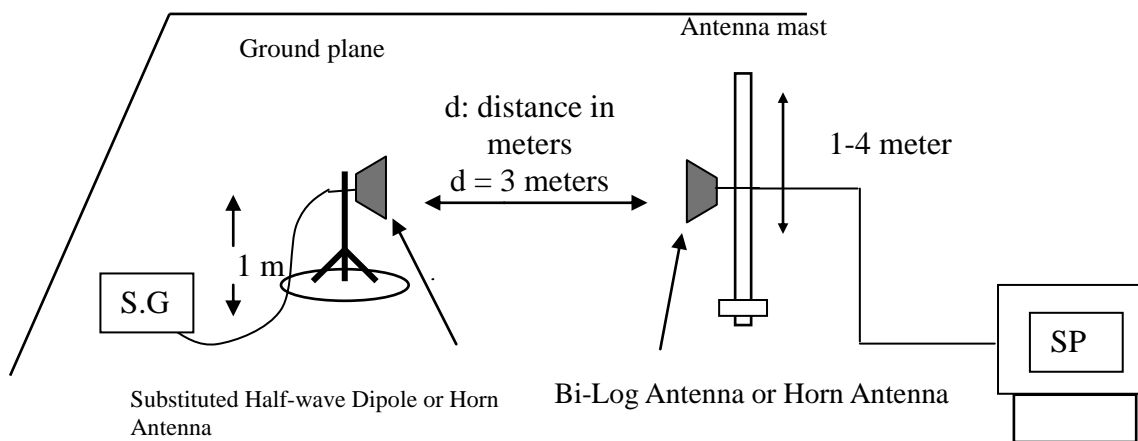 Ground plane
Antenna mast
d: distance in
meters
d = 3 meters
1-4 meter
1 m
S.G
SP
Substituted Half-wave Dipole or Horn
Antenna
Bi-Log Antenna or Horn Antenna